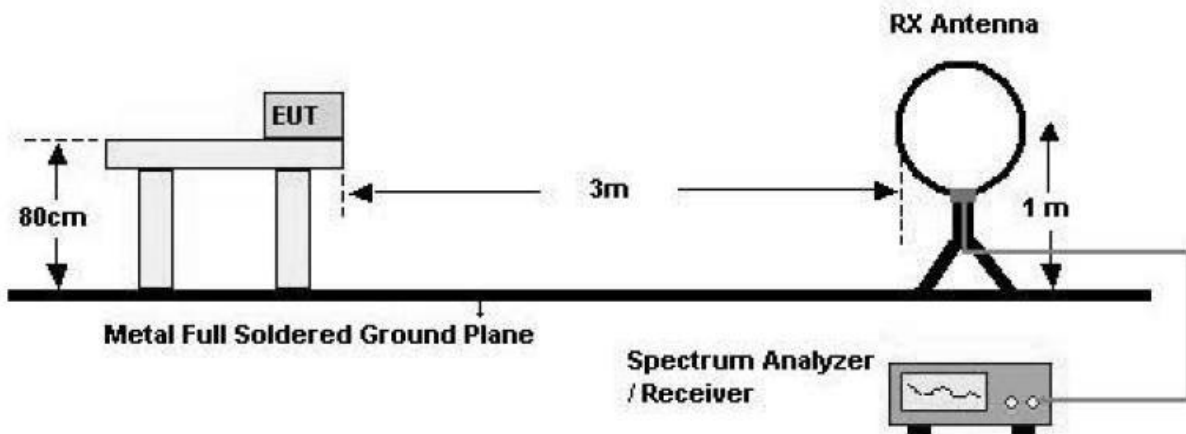 RX Antenna
EUT
3m
80cm
1 m
Metal Full Soldered Ground Plane
Spectrum Analyzer
/ Receiver